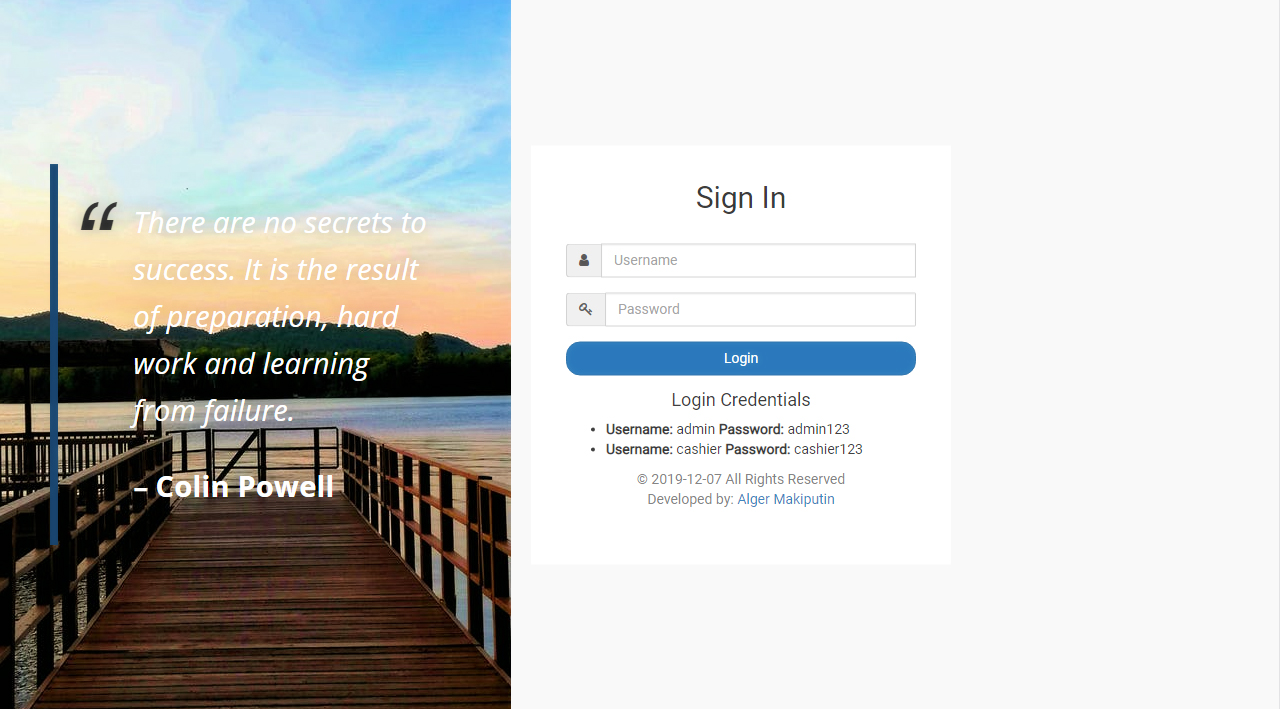 “ There are no secrets to
success. It is the result
of preparation, hard
work and learning
from failure.
– Colin Powell
Sign In
Username
Password
Login
Login Credentials
• Username: admin Password: admin123
• Username: cashier Password: cashier123
© 2019-12-07 All Rights Reserved
Developed by: Alger Makiputin